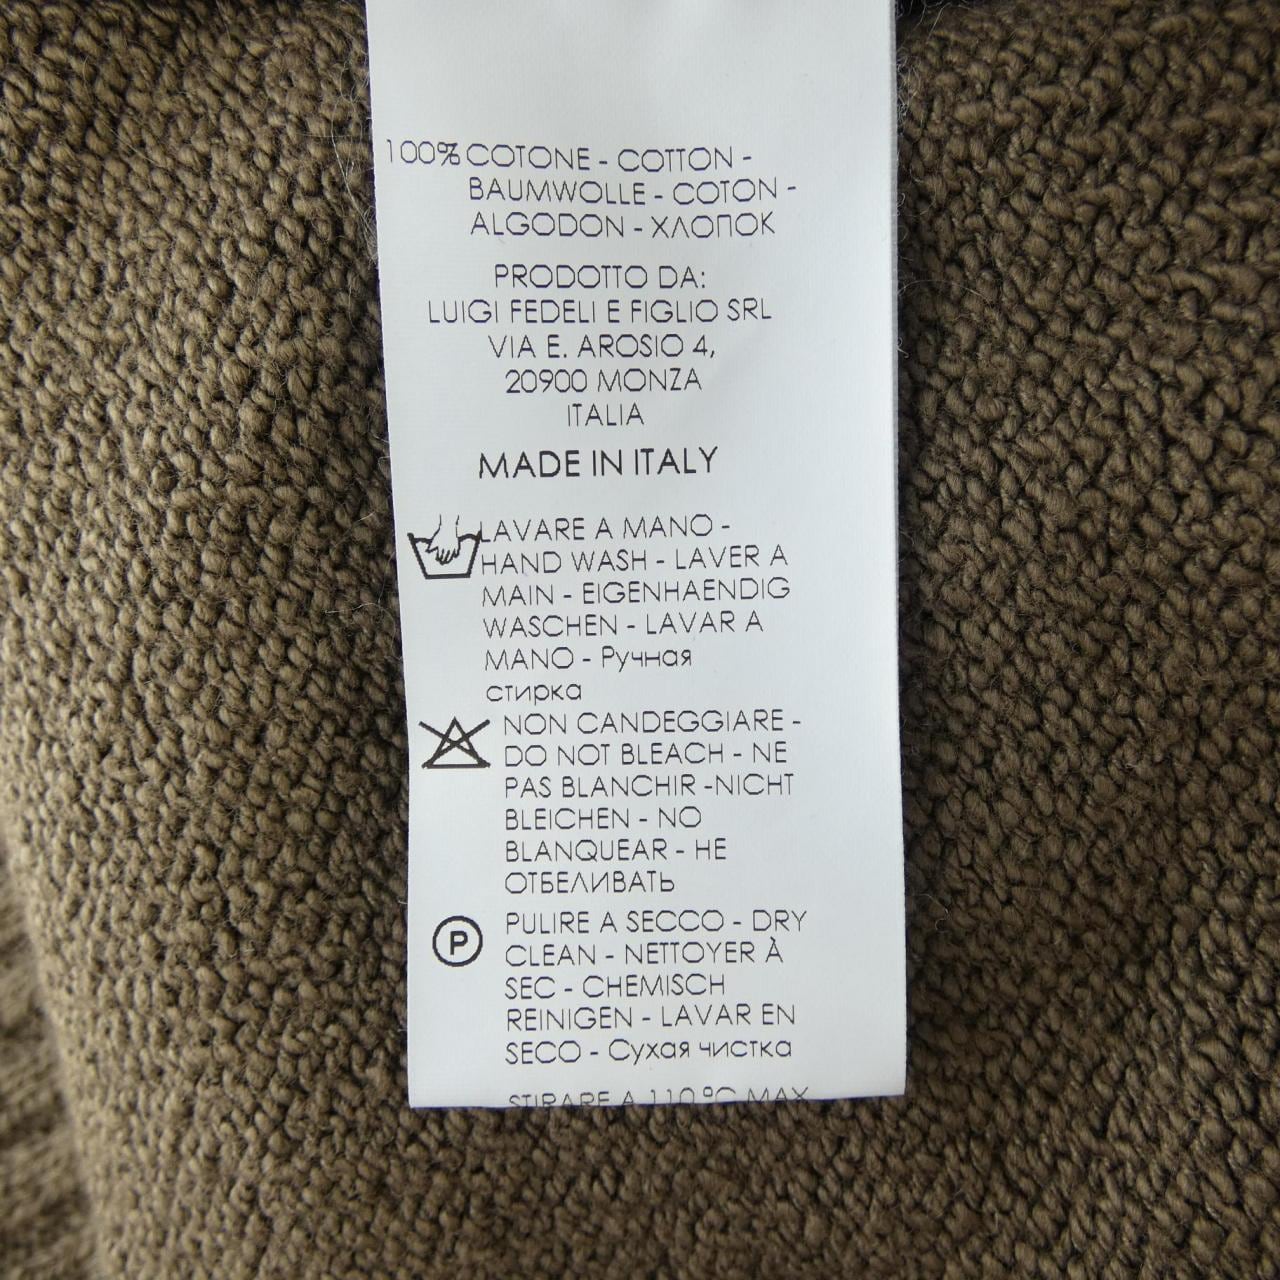 100% COTONE - COTTON -
BAUMWOLLE - COTON -
ALGODON - ХЛОПОК
PRODOTTO DA:
LUIGI FEDELI E FIGLIO SRL
VIA E. AROSIO 4,
20900 MONZA
ITALIA
MADE IN ITALY
LAVARE A MANO -
HAND WASH - LAVER A
MAIN - EIGENHAENDIG
WASCHEN - LAVAR A
MANO - Ручная
стирка
NON CANDEGGIARE -
DO NOT BLEACH - NE
PAS BLANCHIR -NICHT
BLEICHEN - NO
BLANQUEAR - НЕ
ОТБЕЛИВАТЬ
P
PULIRE A SECCO - DRY
CLEAN - NETTOYER À
SEC - CHEMISCH
REINIGEN - LAVAR EN
SECO - Сухая чистка
STIRARE A 110 °C MAX